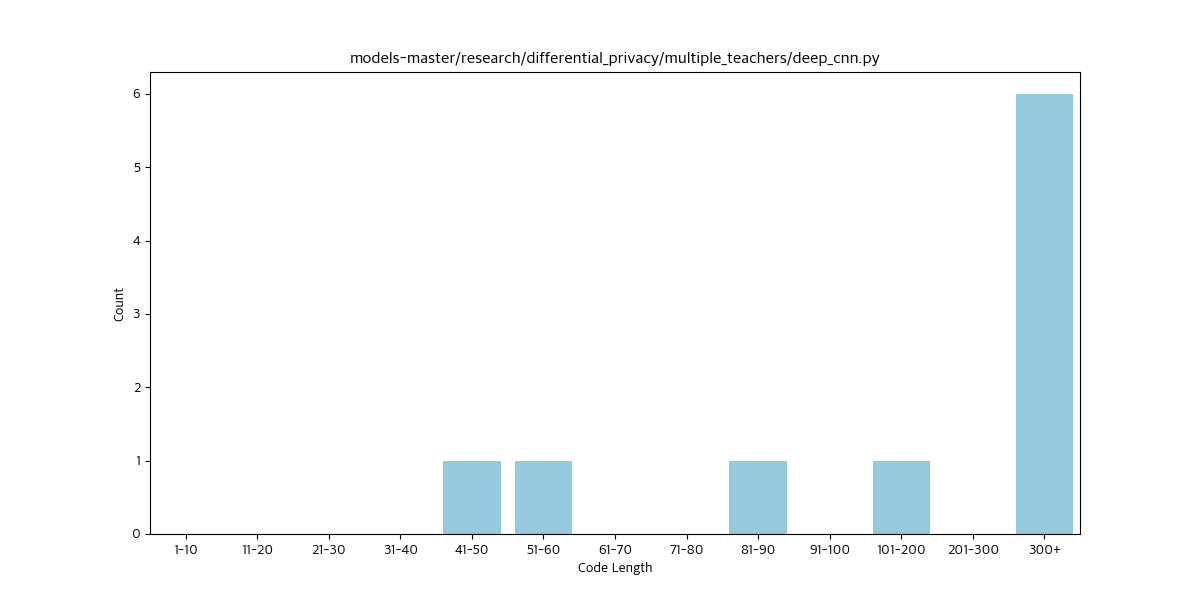 models-master/research/differential_privacy/multiple_teachers/deep_cnn.py
6
5
4
3
2
1
0
Count
1-10 11-20 21-30 31-40 41-50 51-60 61-70 71-80 81-90 91-100 101-200 201-300 300+
Code Length